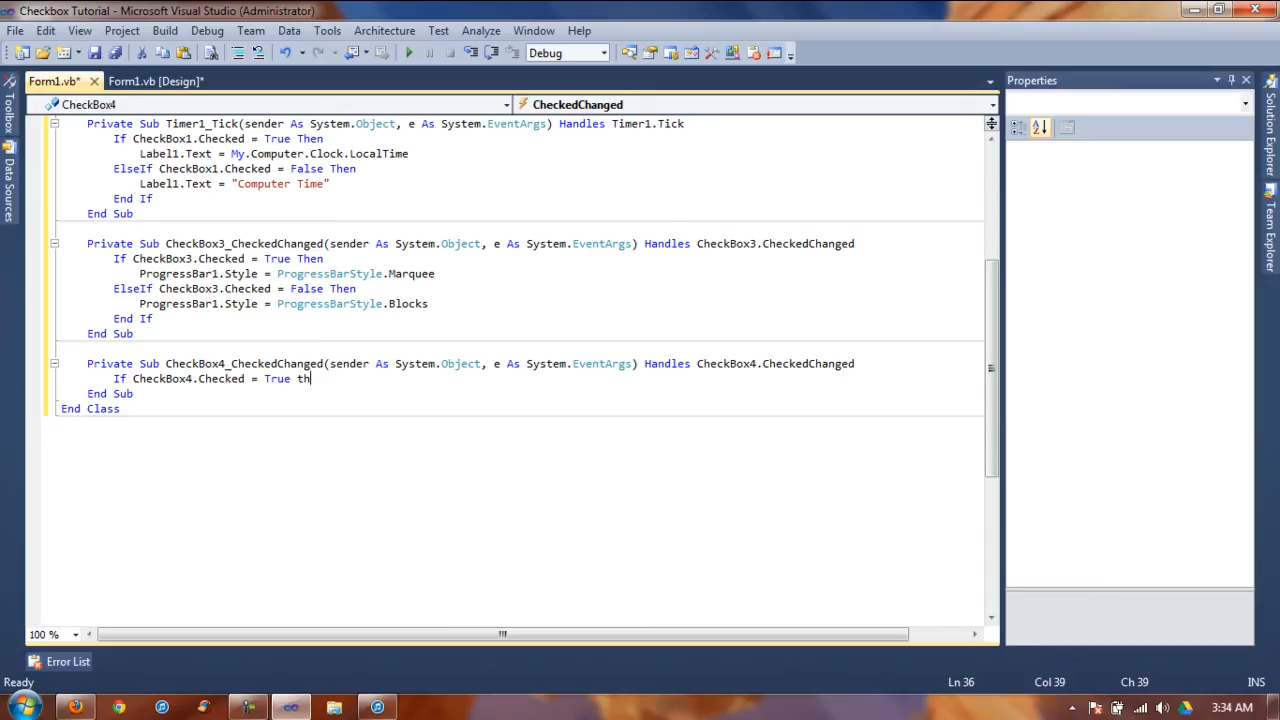 Checkbox Tutorial - Microsoft Visual Studio (Administrator)
File Edit View Project Build Debug Team Data Tools Architecture Test Analyze Window Help
Debug
Form1.vb* Form1.vb [Design]*
CheckBox4 CheckedChanged
Private Sub Timer1_Tick(sender As System.Object, e As System.EventArgs) Handles Timer1.Tick
If CheckBox1.Checked = True Then
Label1.Text = My.Computer.Clock.LocalTime
ElseIf CheckBox1.Checked = False Then
Label1.Text = "Computer Time"
End If
End Sub
Private Sub CheckBox3_CheckedChanged(sender As System.Object, e As System.EventArgs) Handles CheckBox3.CheckedChanged
If CheckBox3.Checked = True Then
ProgressBar1.Style = ProgressBarStyle.Marquee
ElseIf CheckBox3.Checked = False Then
ProgressBar1.Style = ProgressBarStyle.Blocks
End If
End Sub
Private Sub CheckBox4_CheckedChanged(sender As System.Object, e As System.EventArgs) Handles CheckBox4.CheckedChanged
If CheckBox4.Checked = True th
End Sub
End Class
100 %
Error List
Ready Ln 36 Col 39 Ch 39 INS
Toolbox
Data Sources
Properties
Solution Explorer
Team Explorer
3:34 AM